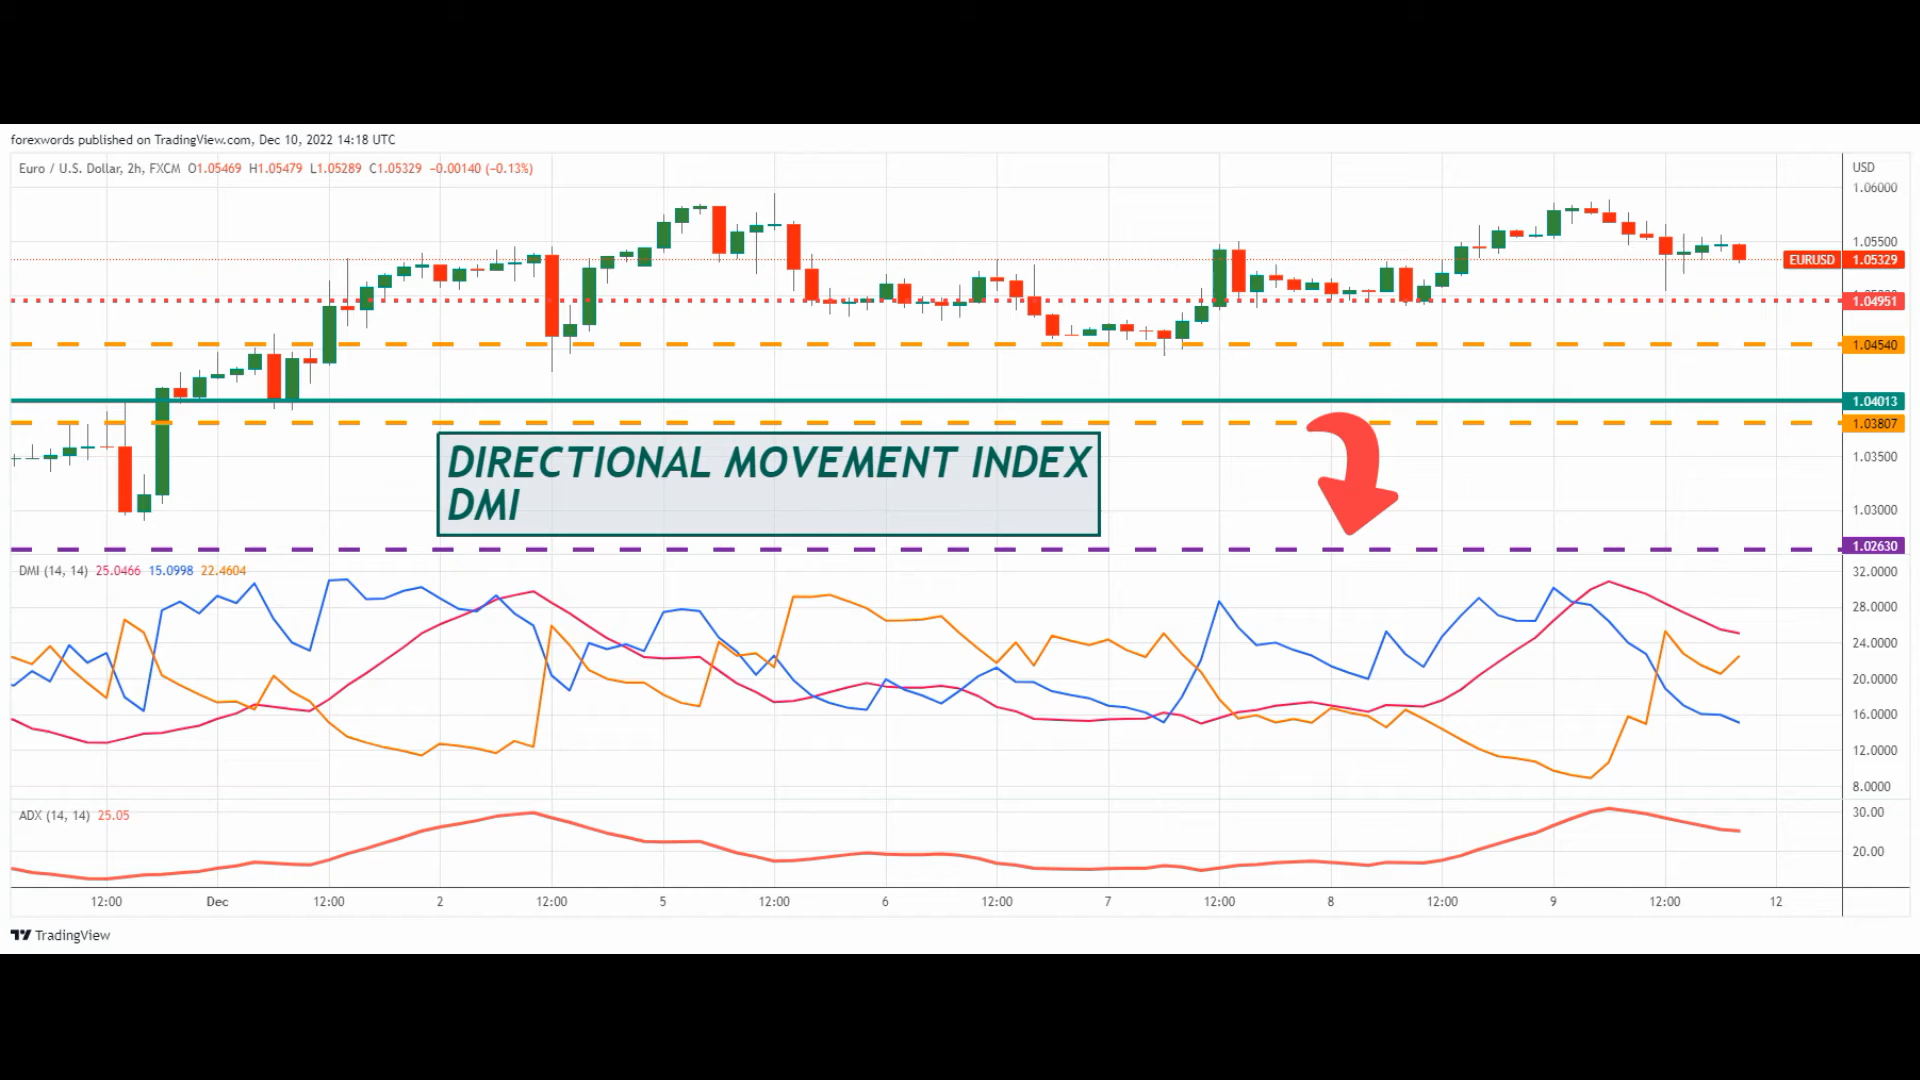 forexwords published on TradingView.com, Dec 10, 2022 14:18 UTC
Euro / U.S. Dollar, 2h, FXCM O1.05469 H1.05479 L1.05289 C1.05329 −0.00140 (−0.13%)
USD
1.06000
1.05500
EURUSD 1.05329
1.04951
1.04540
1.04013
1.03807
1.03500
1.03000
1.02630
DIRECTIONAL MOVEMENT INDEX
DMI
DMI (14, 14) 25.0466 15.0998 22.4604
32.0000
28.0000
24.0000
20.0000
16.0000
12.0000
8.0000
ADX (14, 14) 25.05
30.00
20.00
12:00 Dec 12:00 2 12:00 5 12:00 6 12:00 7 12:00 8 12:00 9 12:00 12
TradingView